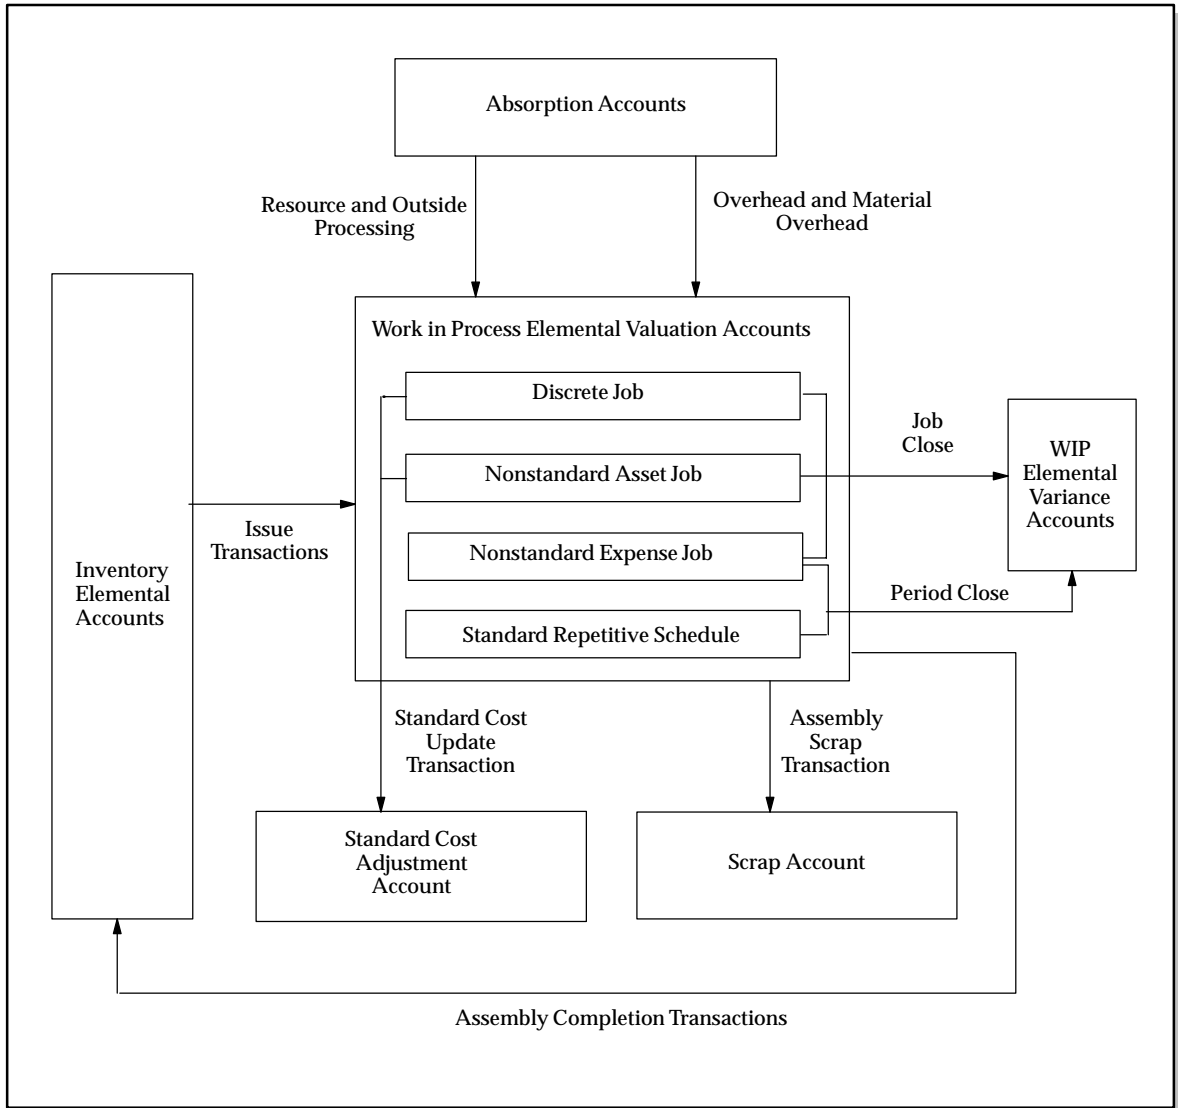 Absorption Accounts
Resource and Outside
Processing
Overhead and Material
Overhead
Work in Process Elemental Valuation Accounts
Discrete Job
Nonstandard Asset Job
Nonstandard Expense Job
Standard Repetitive Schedule
Job
Close
WIP
Elemental
Variance
Accounts
Issue
Transactions
Inventory
Elemental
Accounts
Period Close
Standard Cost
Update
Transaction
Assembly
Scrap
Transaction
Standard Cost
Adjustment
Account
Scrap Account
Assembly Completion Transactions